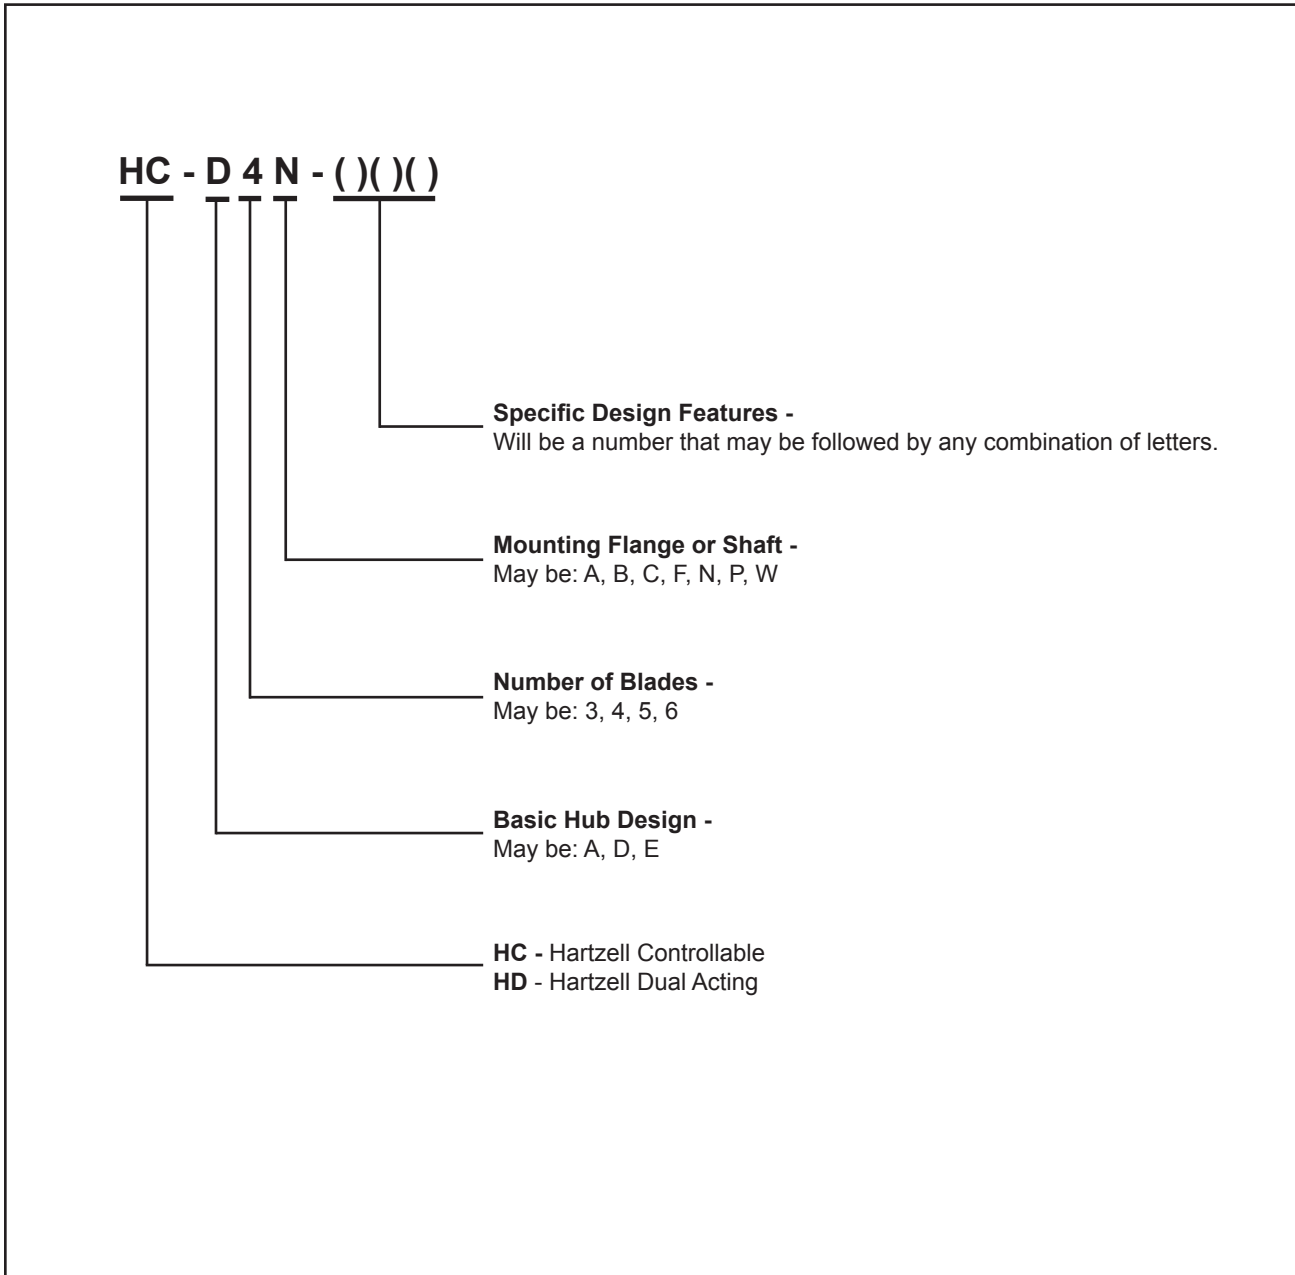 HC - D 4 N - ( )( )( )
Specific Design Features -
Will be a number that may be followed by any combination of letters.
Mounting Flange or Shaft -
May be: A, B, C, F, N, P, W
Number of Blades -
May be: 3, 4, 5, 6
Basic Hub Design -
May be: A, D, E
HC - Hartzell Controllable
HD - Hartzell Dual Acting